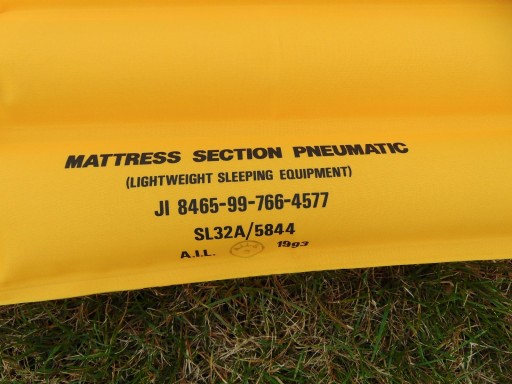 MATTRESS SECTION PNEUMATIC
(LIGHTWEIGHT SLEEPING EQUIPMENT)
JI 8465-99-766-4577
SL32A/5844
A.I.L. 1993